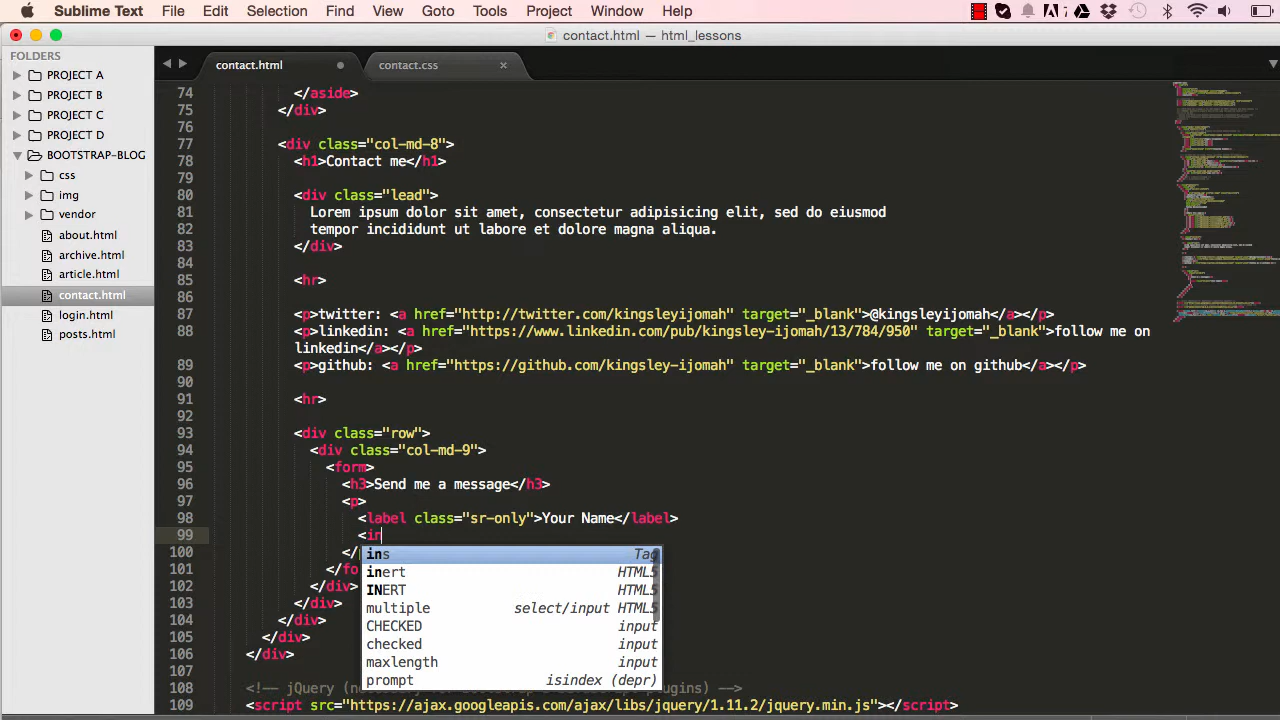 Sublime Text File Edit Selection Find View Goto Tools Project Window Help
contact.html — html_lessons
FOLDERS
PROJECT A
PROJECT B
PROJECT C
PROJECT D
BOOTSTRAP-BLOG
css
img
vendor
about.html
archive.html
article.html
contact.html
login.html
posts.html
contact.html contact.css ×
74 </aside>
75 </div>
76
77 <div class="col-md-8">
78 <h1>Contact me</h1>
79
80 <div class="lead">
81 Lorem ipsum dolor sit amet, consectetur adipisicing elit, sed do eiusmod
82 tempor incididunt ut labore et dolore magna aliqua.
83 </div>
84
85 <hr>
86
87 <p>twitter: <a href="http://twitter.com/kingsleyijomah" target="_blank">@kingsleyijomah</a></p>
88 <p>linkedin: <a href="https://www.linkedin.com/pub/kingsley-ijomah/13/784/950" target="_blank">follow me on
linkedin</a></p>
89 <p>github: <a href="https://github.com/kingsley-ijomah" target="_blank">follow me on github</a></p>
90
91 <hr>
92
93 <div class="row">
94 <div class="col-md-9">
95 <form>
96 <h3>Send me a message</h3>
97 <p>
98 <label class="sr-only">Your Name</label>
99 <in
100 </
101 </fo
102 </div>
103 </div>
104 </div>
105 </div>
106 </div>
107
108 <!-- jQuery (ne plugins) -->
109 <script src="https://ajax.googleapis.com/ajax/libs/jquery/1.11.2/jquery.min.js"></script>
ins Tag
inert HTML5
INERT HTML5
multiple select/input HTML5
CHECKED input
checked input
maxlength input
prompt isindex (depr)